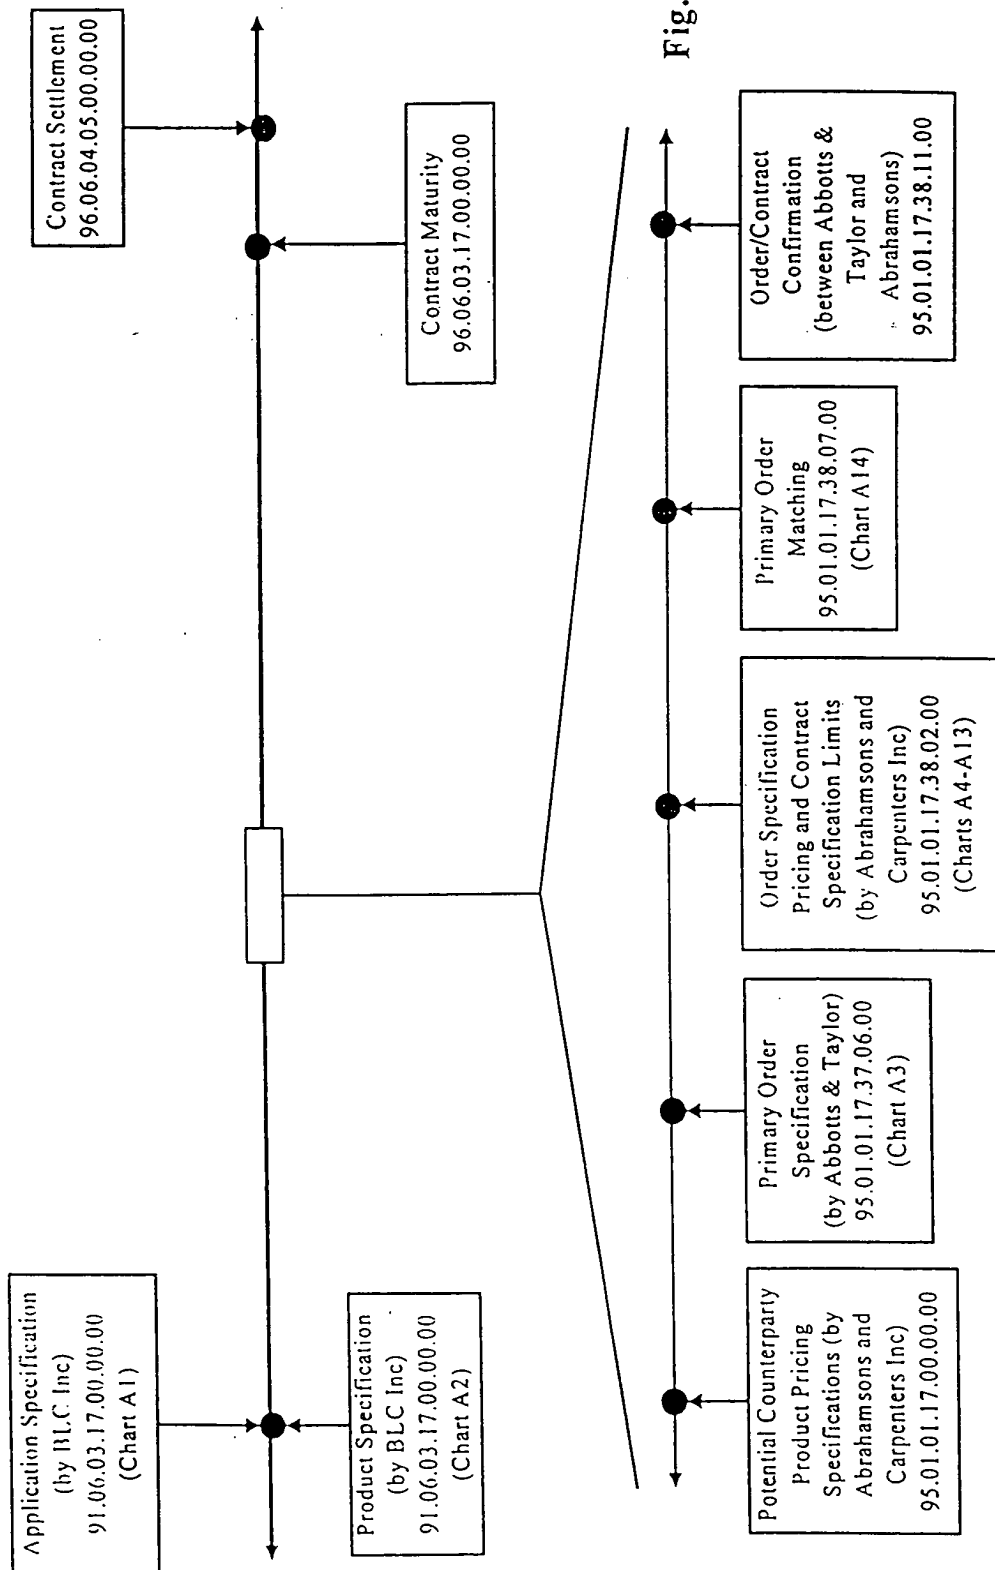 Application Specification
(by BLC Inc)
91.06.03.17.00.00.00
(Chart A1)
Product Specification
(by BLC Inc)
91.06.03.17.00.00.00
(Chart A2)
Contract Settlement
96.06.04.05.00.00.00
Contract Maturity
96.06.03.17.00.00.00
Potential Counterparty
Product Pricing
Specifications (by
Abrahamsons and
Carpenters Inc)
95.01.01.17.00.00.00
Primary Order
Specification
(by Abbotts & Taylor)
95.01.01.17.37.06.00
(Chart A3)
Order Specification
Pricing and Contract
Specification Limits
(by Abrahamsons and
Carpenters Inc)
95.01.01.17.38.02.00
(Charts A4-A13)
Primary Order
Matching
95.01.01.17.38.07.00
(Chart A14)
Order/Contract
Confirmation
(between Abbotts &
Taylor and
Abrahamsons)
95.01.01.17.38.11.00
Fig.